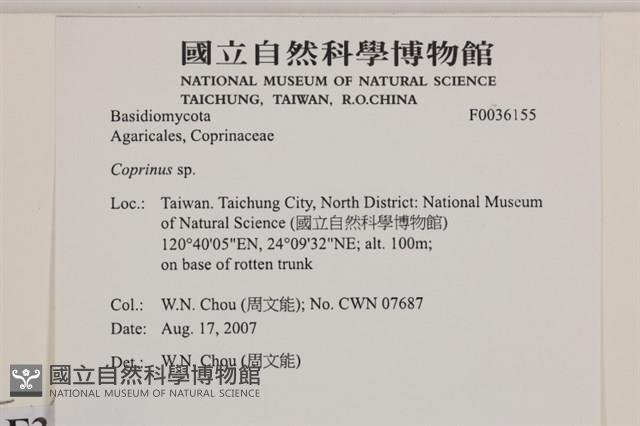 國立自然科學博物館
NATIONAL MUSEUM OF NATURAL SCIENCE
TAICHUNG, TAIWAN, R.O.CHINA
Basidiomycota F0036155
Agaricales, Coprinaceae
Coprinus sp.
Loc.: Taiwan. Taichung City, North District: National Museum
of Natural Science (國立自然科學博物館)
120°40'05"EN, 24°09'32"NE; alt. 100m;
on base of rotten trunk
Col.: W.N. Chou (周文能); No. CWN 07687
Date: Aug. 17, 2007
Det.: W.N. Chou (周文能)
國立自然科學博物館
NATIONAL MUSEUM OF NATURAL SCIENCE